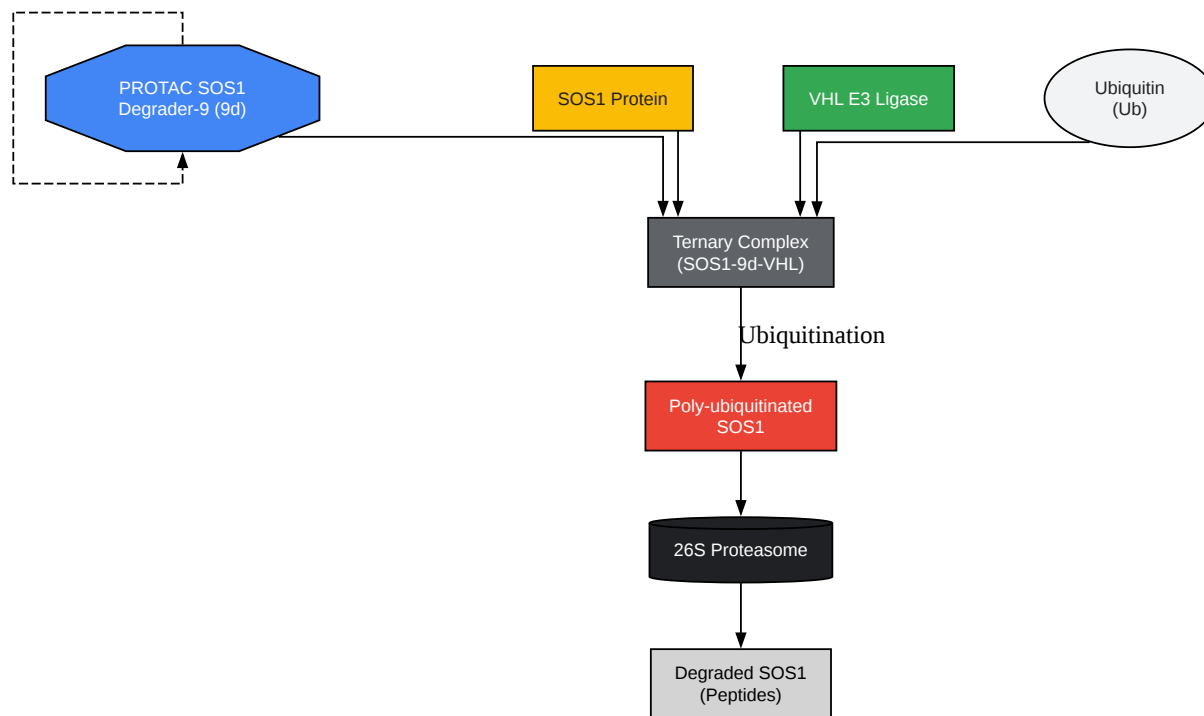 PROTAC SOS1
Degrader-9 (9d)
SOS1 Protein
VHL E3 Ligase
Ubiquitin
(Ub)
Ternary Complex
(SOS1-9d-VHL)
Ubiquitination
Poly-ubiquitinated
SOS1
26S Proteasome
Degraded SOS1
(Peptides)